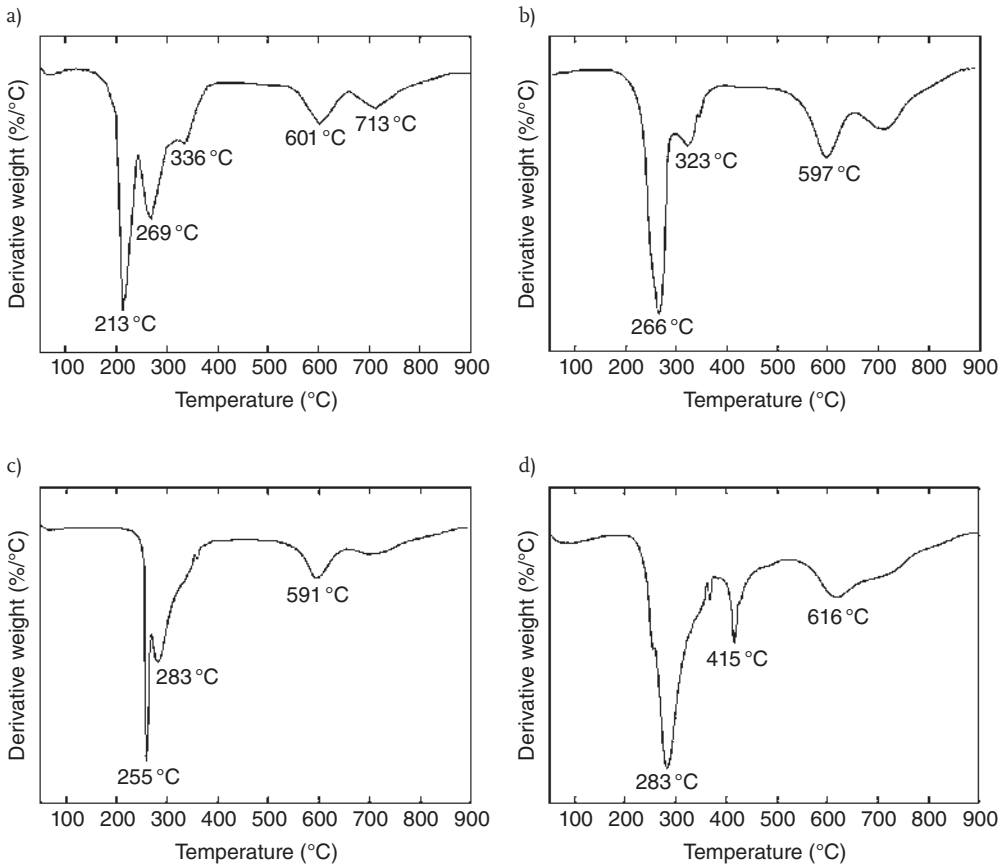 a)
Derivative weight (%/°C)
213 °C
269 °C
336 °C
601 °C
713 °C
100 200 300 400 500 600 700 800 900
Temperature (°C)
b)
Derivative weight (%/°C)
266 °C
323 °C
597 °C
100 200 300 400 500 600 700 800 900
Temperature (°C)
c)
Derivative weight (%/°C)
255 °C
283 °C
591 °C
100 200 300 400 500 600 700 800 900
Temperature (°C)
d)
Derivative weight (%/°C)
283 °C
415 °C
616 °C
100 200 300 400 500 600 700 800 900
Temperature (°C)